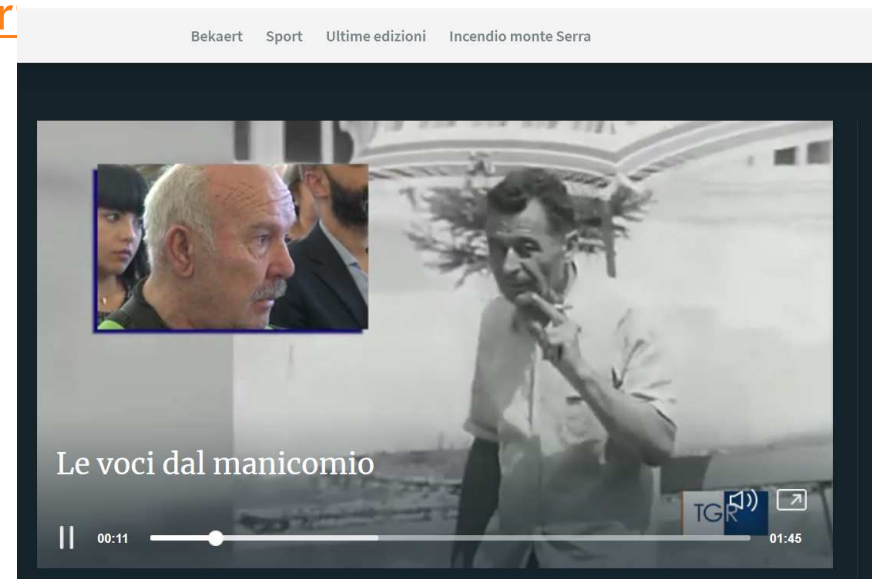 r
Bekaert Sport Ultime edizioni Incendio monte Serra
Le voci dal manicomio
TGR
00:11 01:45